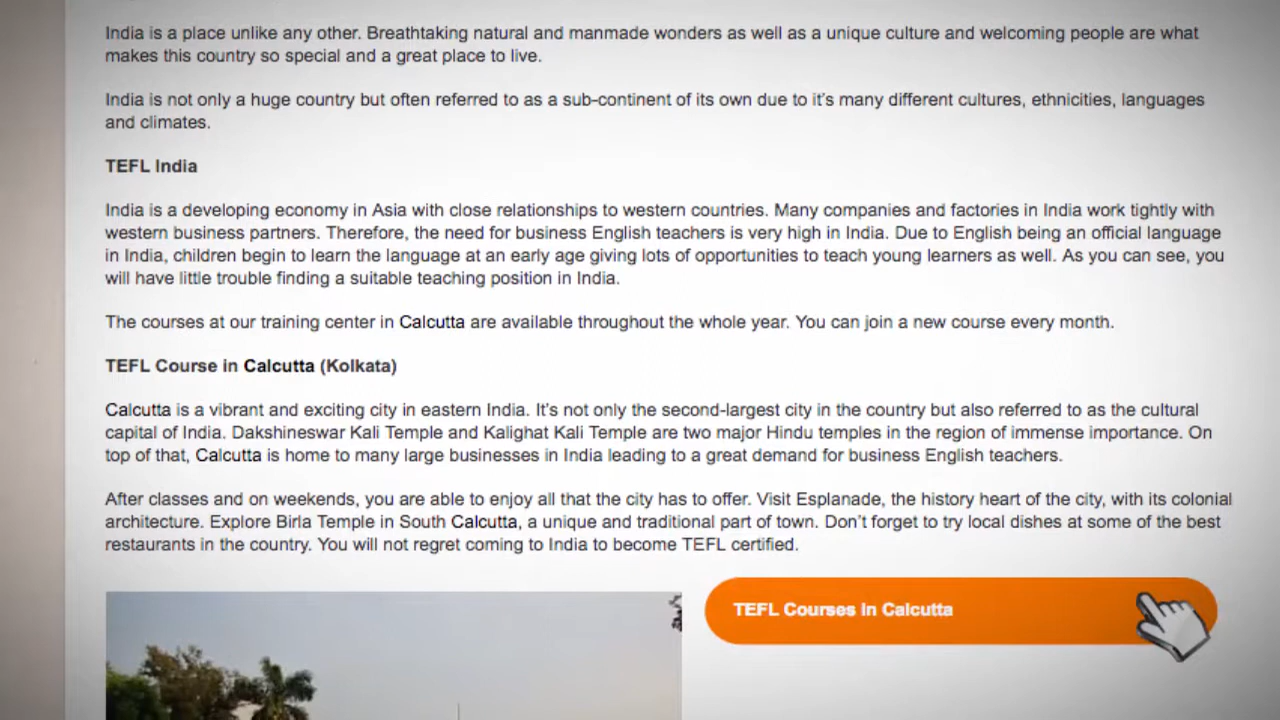 India is a place unlike any other. Breathtaking natural and manmade wonders as well as a unique culture and welcoming people are what
makes this country so special and a great place to live.
India is not only a huge country but often referred to as a sub-continent of its own due to it's many different cultures, ethnicities, languages
and climates.
TEFL India
India is a developing economy in Asia with close relationships to western countries. Many companies and factories in India work tightly with
western business partners. Therefore, the need for business English teachers is very high in India. Due to English being an official language
in India, children begin to learn the language at an early age giving lots of opportunities to teach young learners as well. As you can see, you
will have little trouble finding a suitable teaching position in India.
The courses at our training center in Calcutta are available throughout the whole year. You can join a new course every month.
TEFL Course in Calcutta (Kolkata)
Calcutta is a vibrant and exciting city in eastern India. It's not only the second-largest city in the country but also referred to as the cultural
capital of India. Dakshineswar Kali Temple and Kalighat Kali Temple are two major Hindu temples in the region of immense importance. On
top of that, Calcutta is home to many large businesses in India leading to a great demand for business English teachers.
After classes and on weekends, you are able to enjoy all that the city has to offer. Visit Esplanade, the history heart of the city, with its colonial
architecture. Explore Birla Temple in South Calcutta, a unique and traditional part of town. Don't forget to try local dishes at some of the best
restaurants in the country. You will not regret coming to India to become TEFL certified.
TEFL Courses in Calcutta